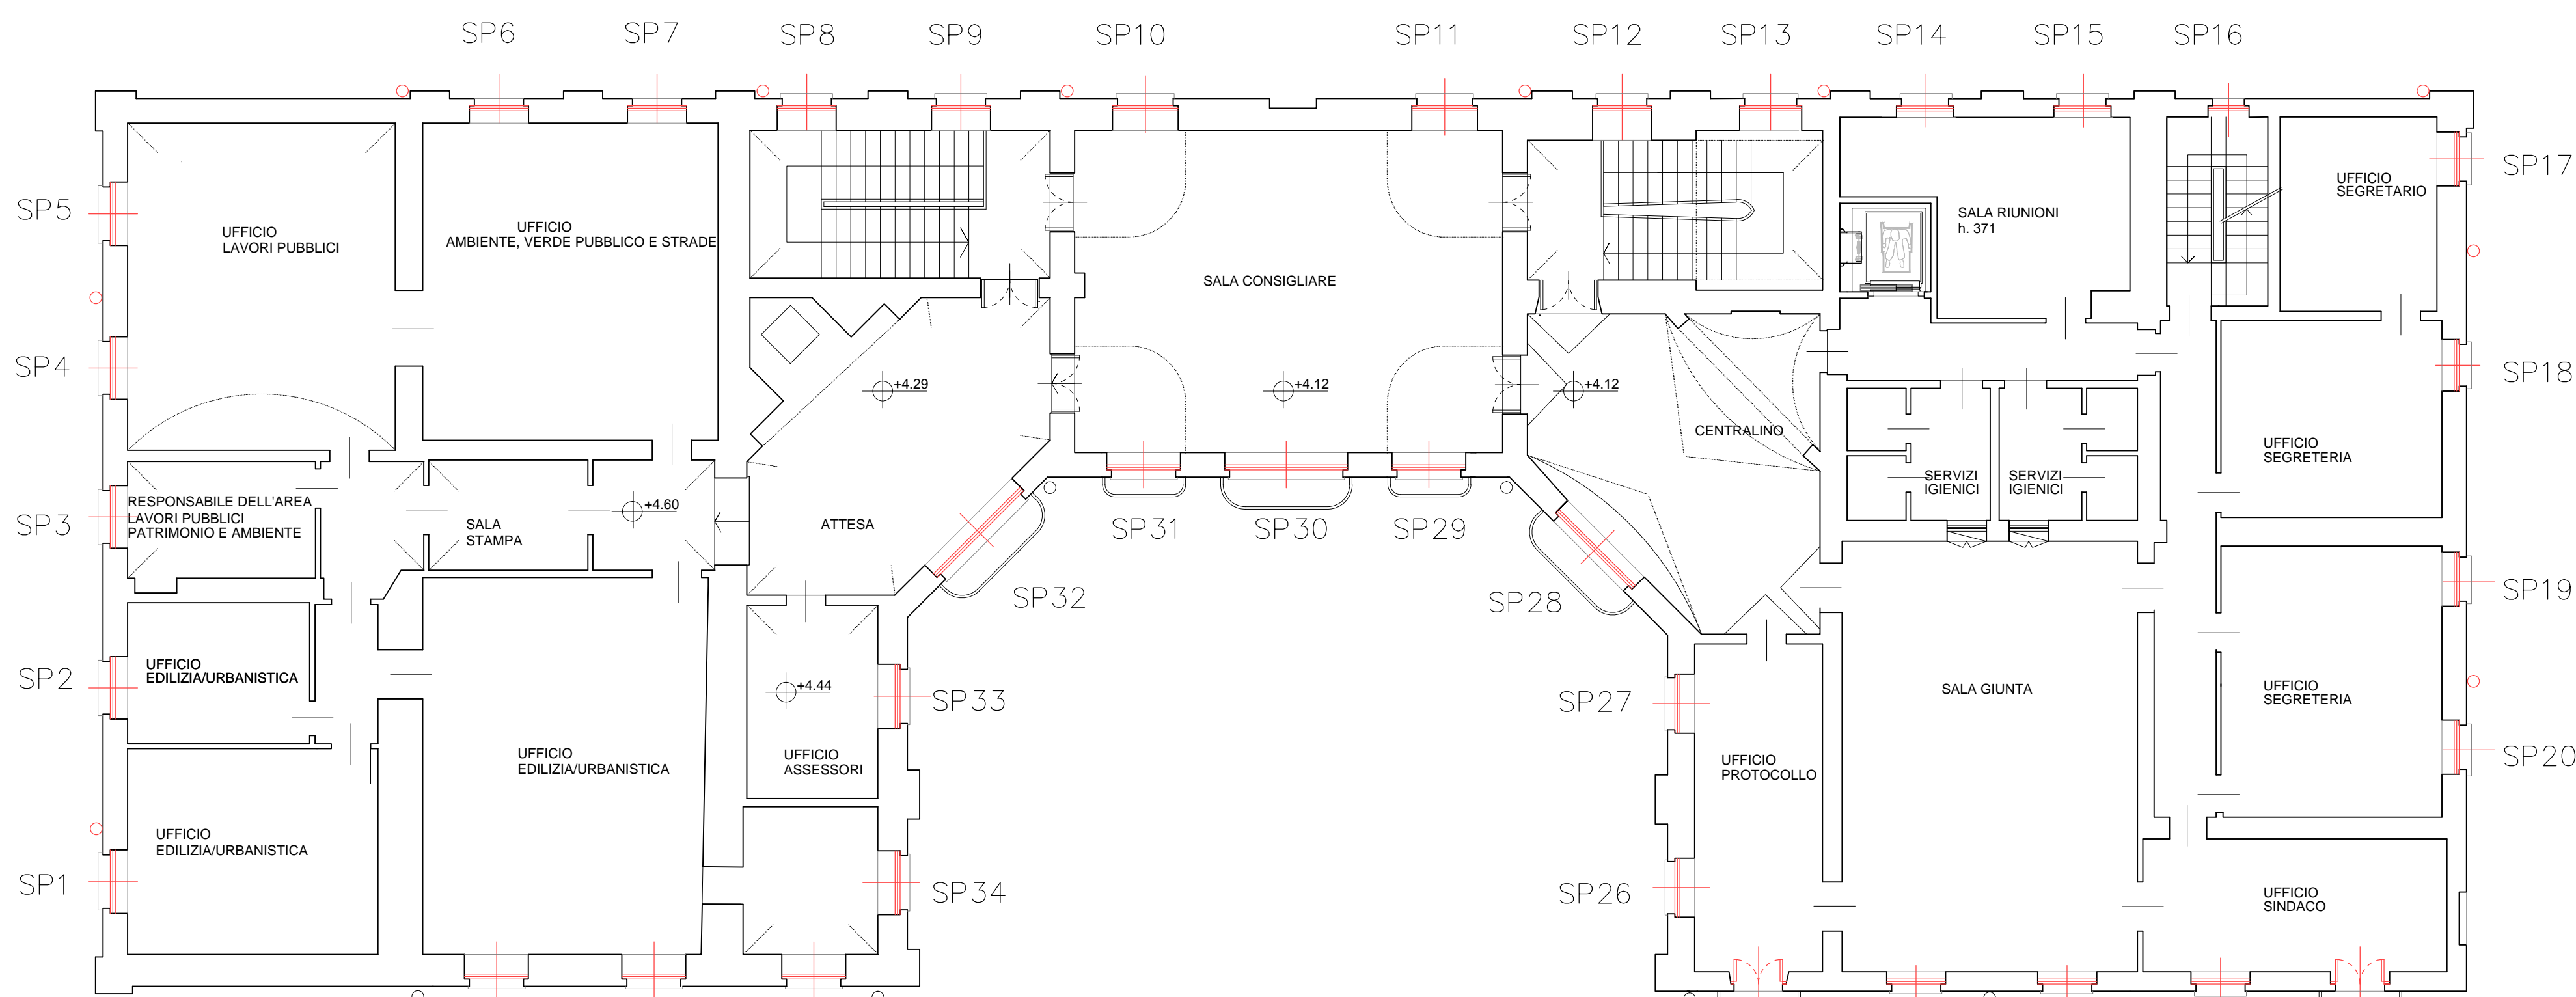 SP6
SP7
SP8
SP9
SP10
SP11
SP12
SP13
SP14
SP15
SP16
SP17
SP5
UFFICIO
LAVORI PUBBLICI
UFFICIO
AMBIENTE, VERDE PUBBLICO E STRADE
SALA CONSIGLIARE
SALA RIUNIONI
h. 371
UFFICIO
SEGRETARIO
SP4
+4.29
+4.12
+4.12
CENTRALINO
SP18
UFFICIO
SEGRETERIA
SP3
RESPONSABILE DELL'AREA
LAVORI PUBBLICI
PATRIMONIO E AMBIENTE
SALA
STAMPA
+4.60
ATTESA
SP31
SP30
SP29
SERVIZI
IGIENICI
SERVIZI
IGIENICI
SP32
SP28
SP19
SP2
UFFICIO
EDILIZIA/URBANISTICA
+4.44
SP33
SP27
SALA GIUNTA
UFFICIO
SEGRETERIA
UFFICIO
EDILIZIA/URBANISTICA
UFFICIO
ASSESSORI
UFFICIO
PROTOCOLLO
SP20
SP1
UFFICIO
EDILIZIA/URBANISTICA
SP34
SP26
UFFICIO
SINDACO